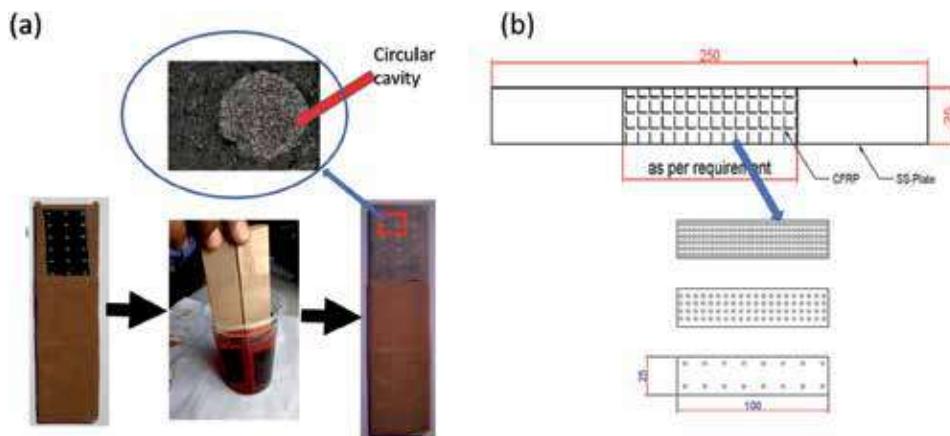 (a)
Circular
cavity
(b)
250
as per requirement
CFRP
SS-Plate
25
100